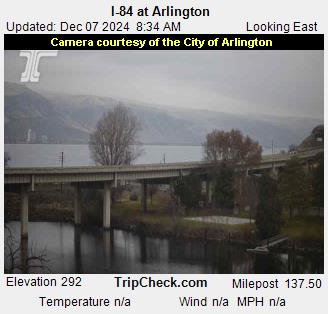 I-84 at Arlington
Updated: Dec 07 2024 8:34 AM Looking East
Camera courtesy of the City of Arlington
Elevation 292 TripCheck.com Milepost 137.50
Temperature n/a Wind n/a MPH n/a